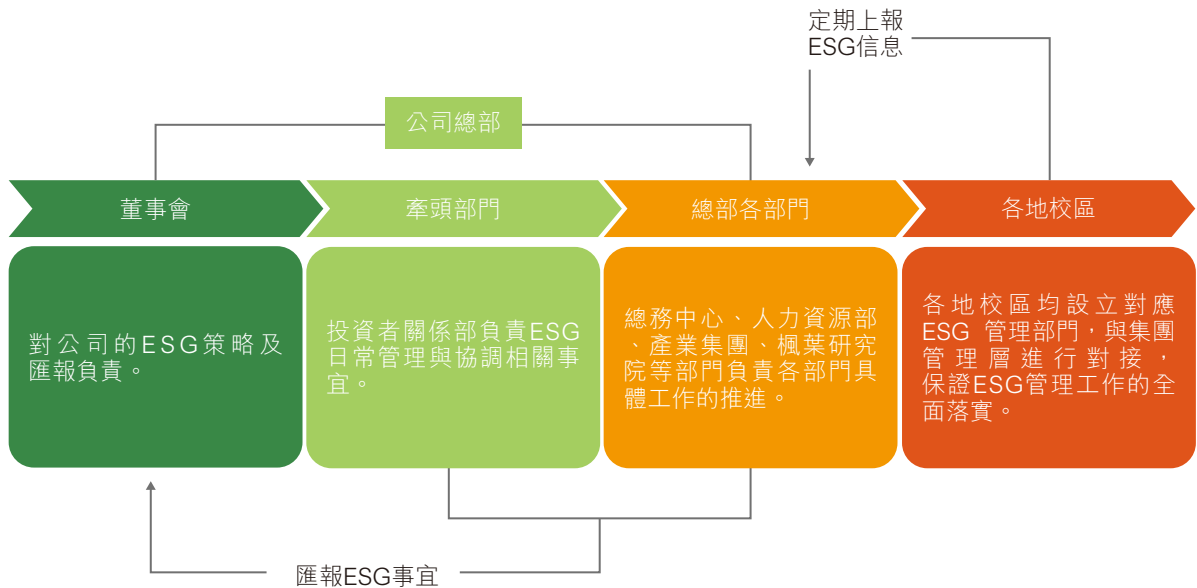 定期上報
ESG信息
公司總部
董事會
牽頭部門
總部各部門
各地校區
對公司的ESG策略及
匯報負責。
投資者關係部負責ESG
日常管理與協調相關事
宜。
總務中心、人力資源部
、產業集團、楓葉研究
院等部門負責各部門具
體工作的推進。
各地校區均設立對應
ESG 管理部門，與集團
管理層進行對接，
保證ESG管理工作的全
面落實。
匯報ESG事宜